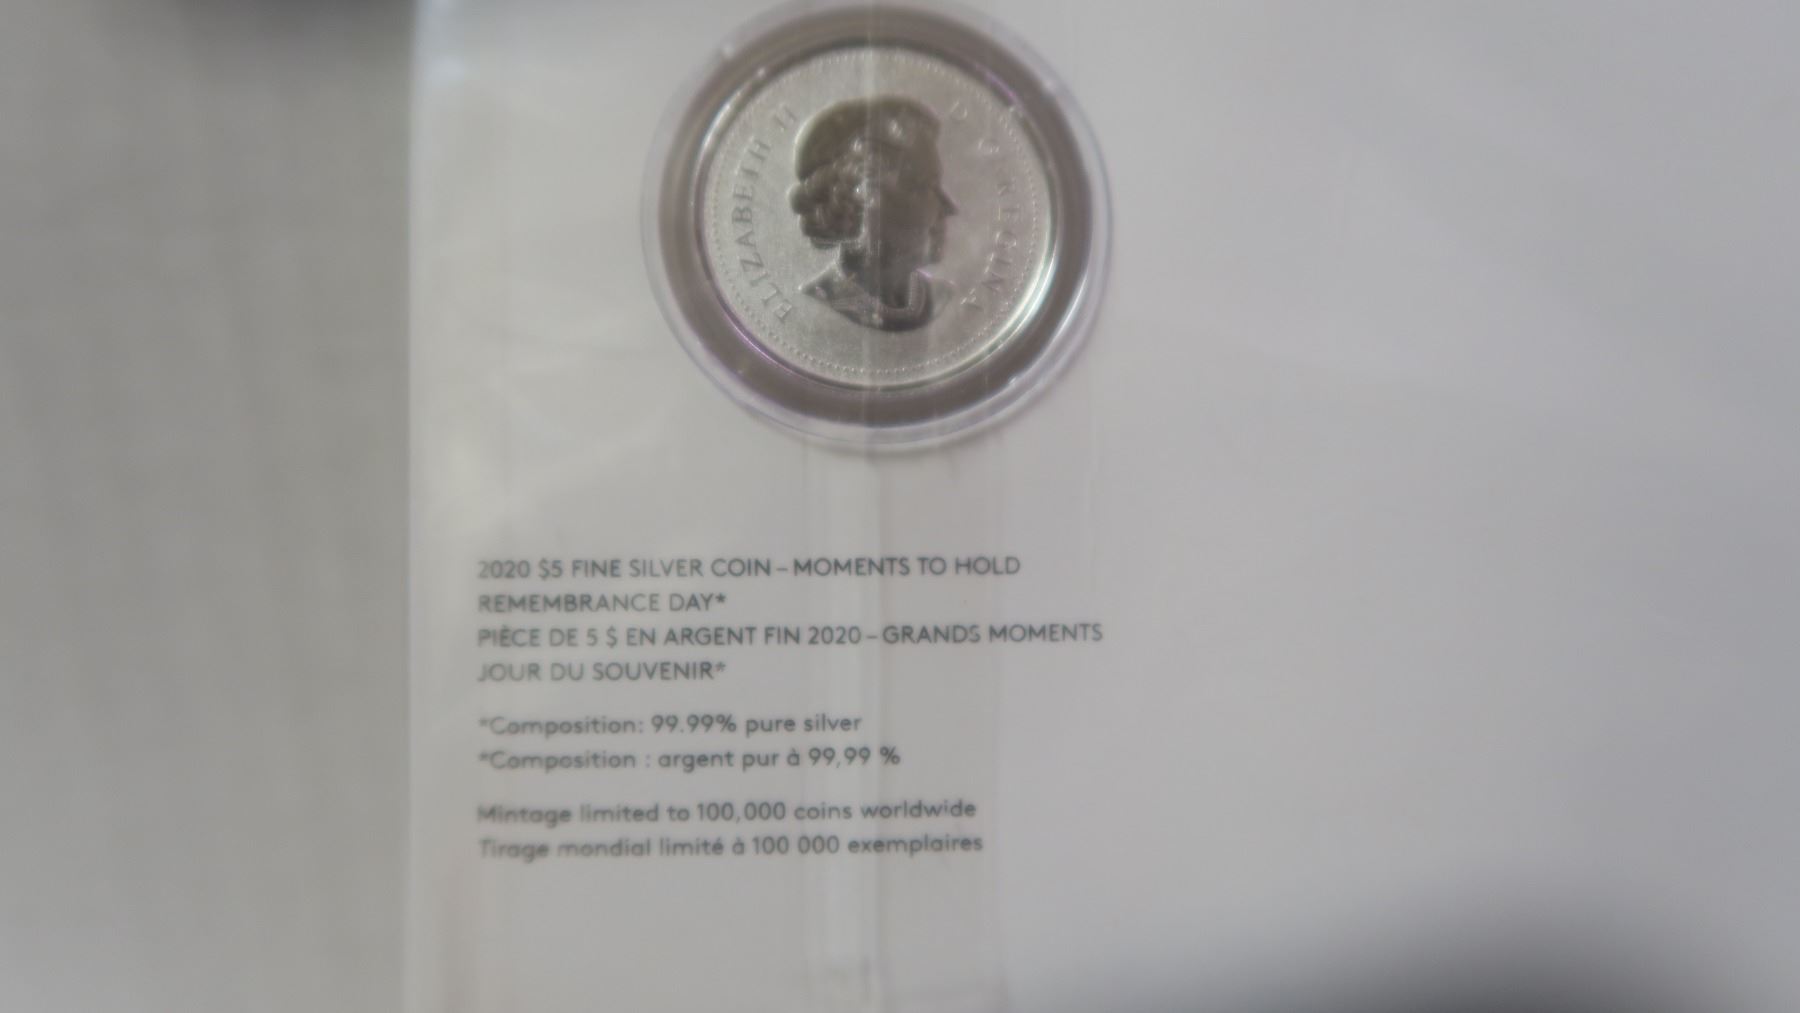 ELIZABETH II D·G·REGINA
2020 $5 FINE SILVER COIN – MOMENTS TO HOLD
REMEMBRANCE DAY*
PIÈCE DE 5 $ EN ARGENT FIN 2020 – GRANDS MOMENTS
JOUR DU SOUVENIR*
*Composition: 99.99% pure silver
*Composition : argent pur à 99,99 %
Mintage limited to 100,000 coins worldwide
Tirage mondial limité à 100 000 exemplaires